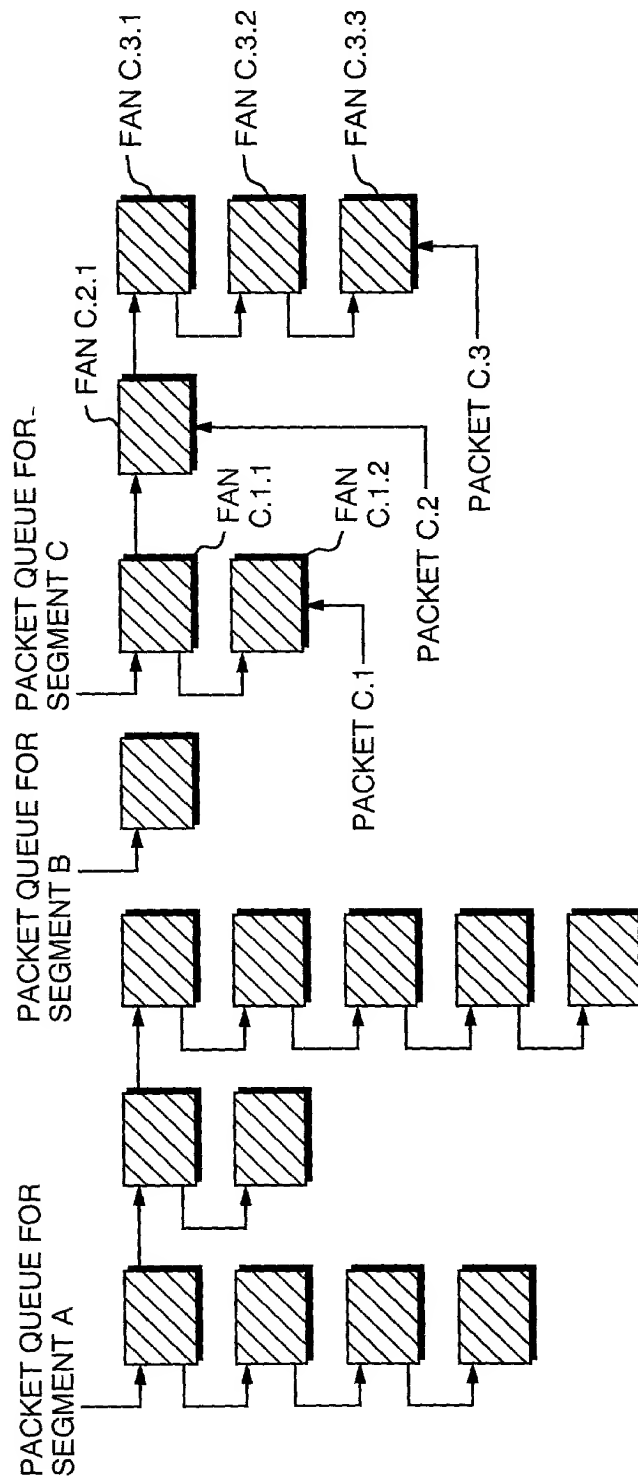 PACKET QUEUE FOR
SEGMENT A
PACKET QUEUE FOR
SEGMENT B
PACKET QUEUE FOR
SEGMENT C
FAN C.1.1
FAN
C.1.2
PACKET C.1
FAN C.2.1
PACKET C.2
FAN C.3.1
FAN C.3.2
FAN C.3.3
PACKET C.3